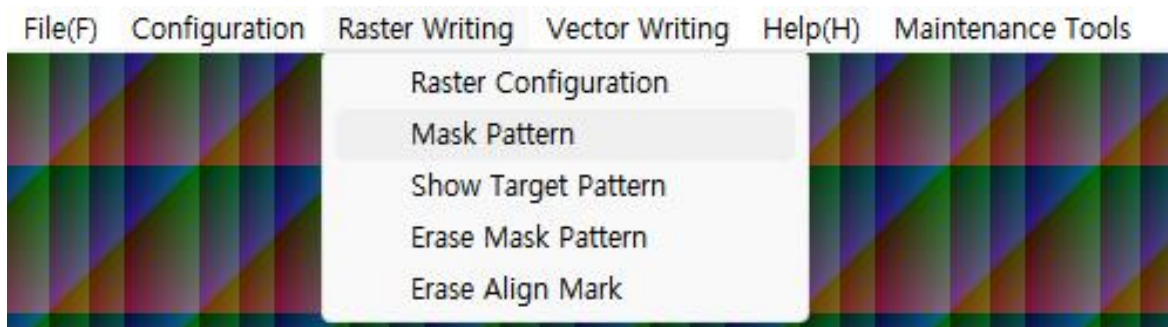 File(F) Configuration Raster Writing Vector Writing Help(H) Maintenance Tools
Raster Configuration
Mask Pattern
Show Target Pattern
Erase Mask Pattern
Erase Align Mark